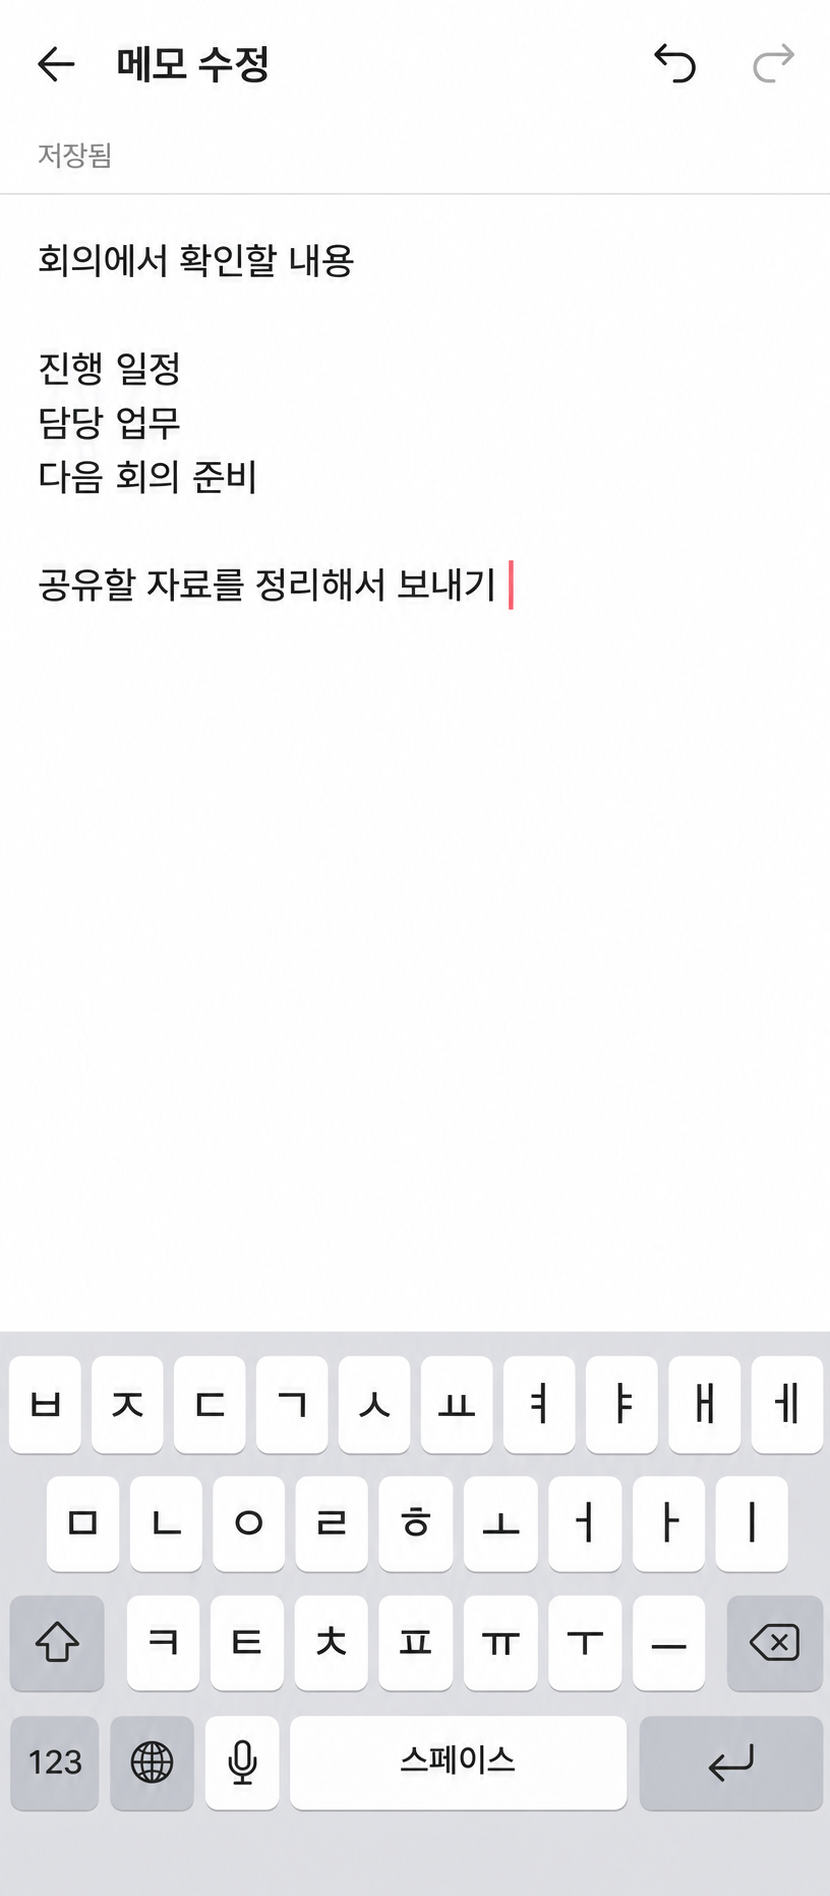 메모 수정
저장됨
회의에서 확인할 내용
진행 일정
담당 업무
다음 회의 준비
공유할 자료를 정리해서 보내기
ㅂ ㅈ ㄷ ㄱ ㅅ ㅛ ㅕ ㅑ ㅐ ㅔ
ㅁ ㄴ ㅇ ㄹ ㅎ ㅗ ㅓ ㅏ ㅣ
ㅋ ㅌ ㅊ ㅍ ㅠ ㅜ ㅡ
123 스페이스